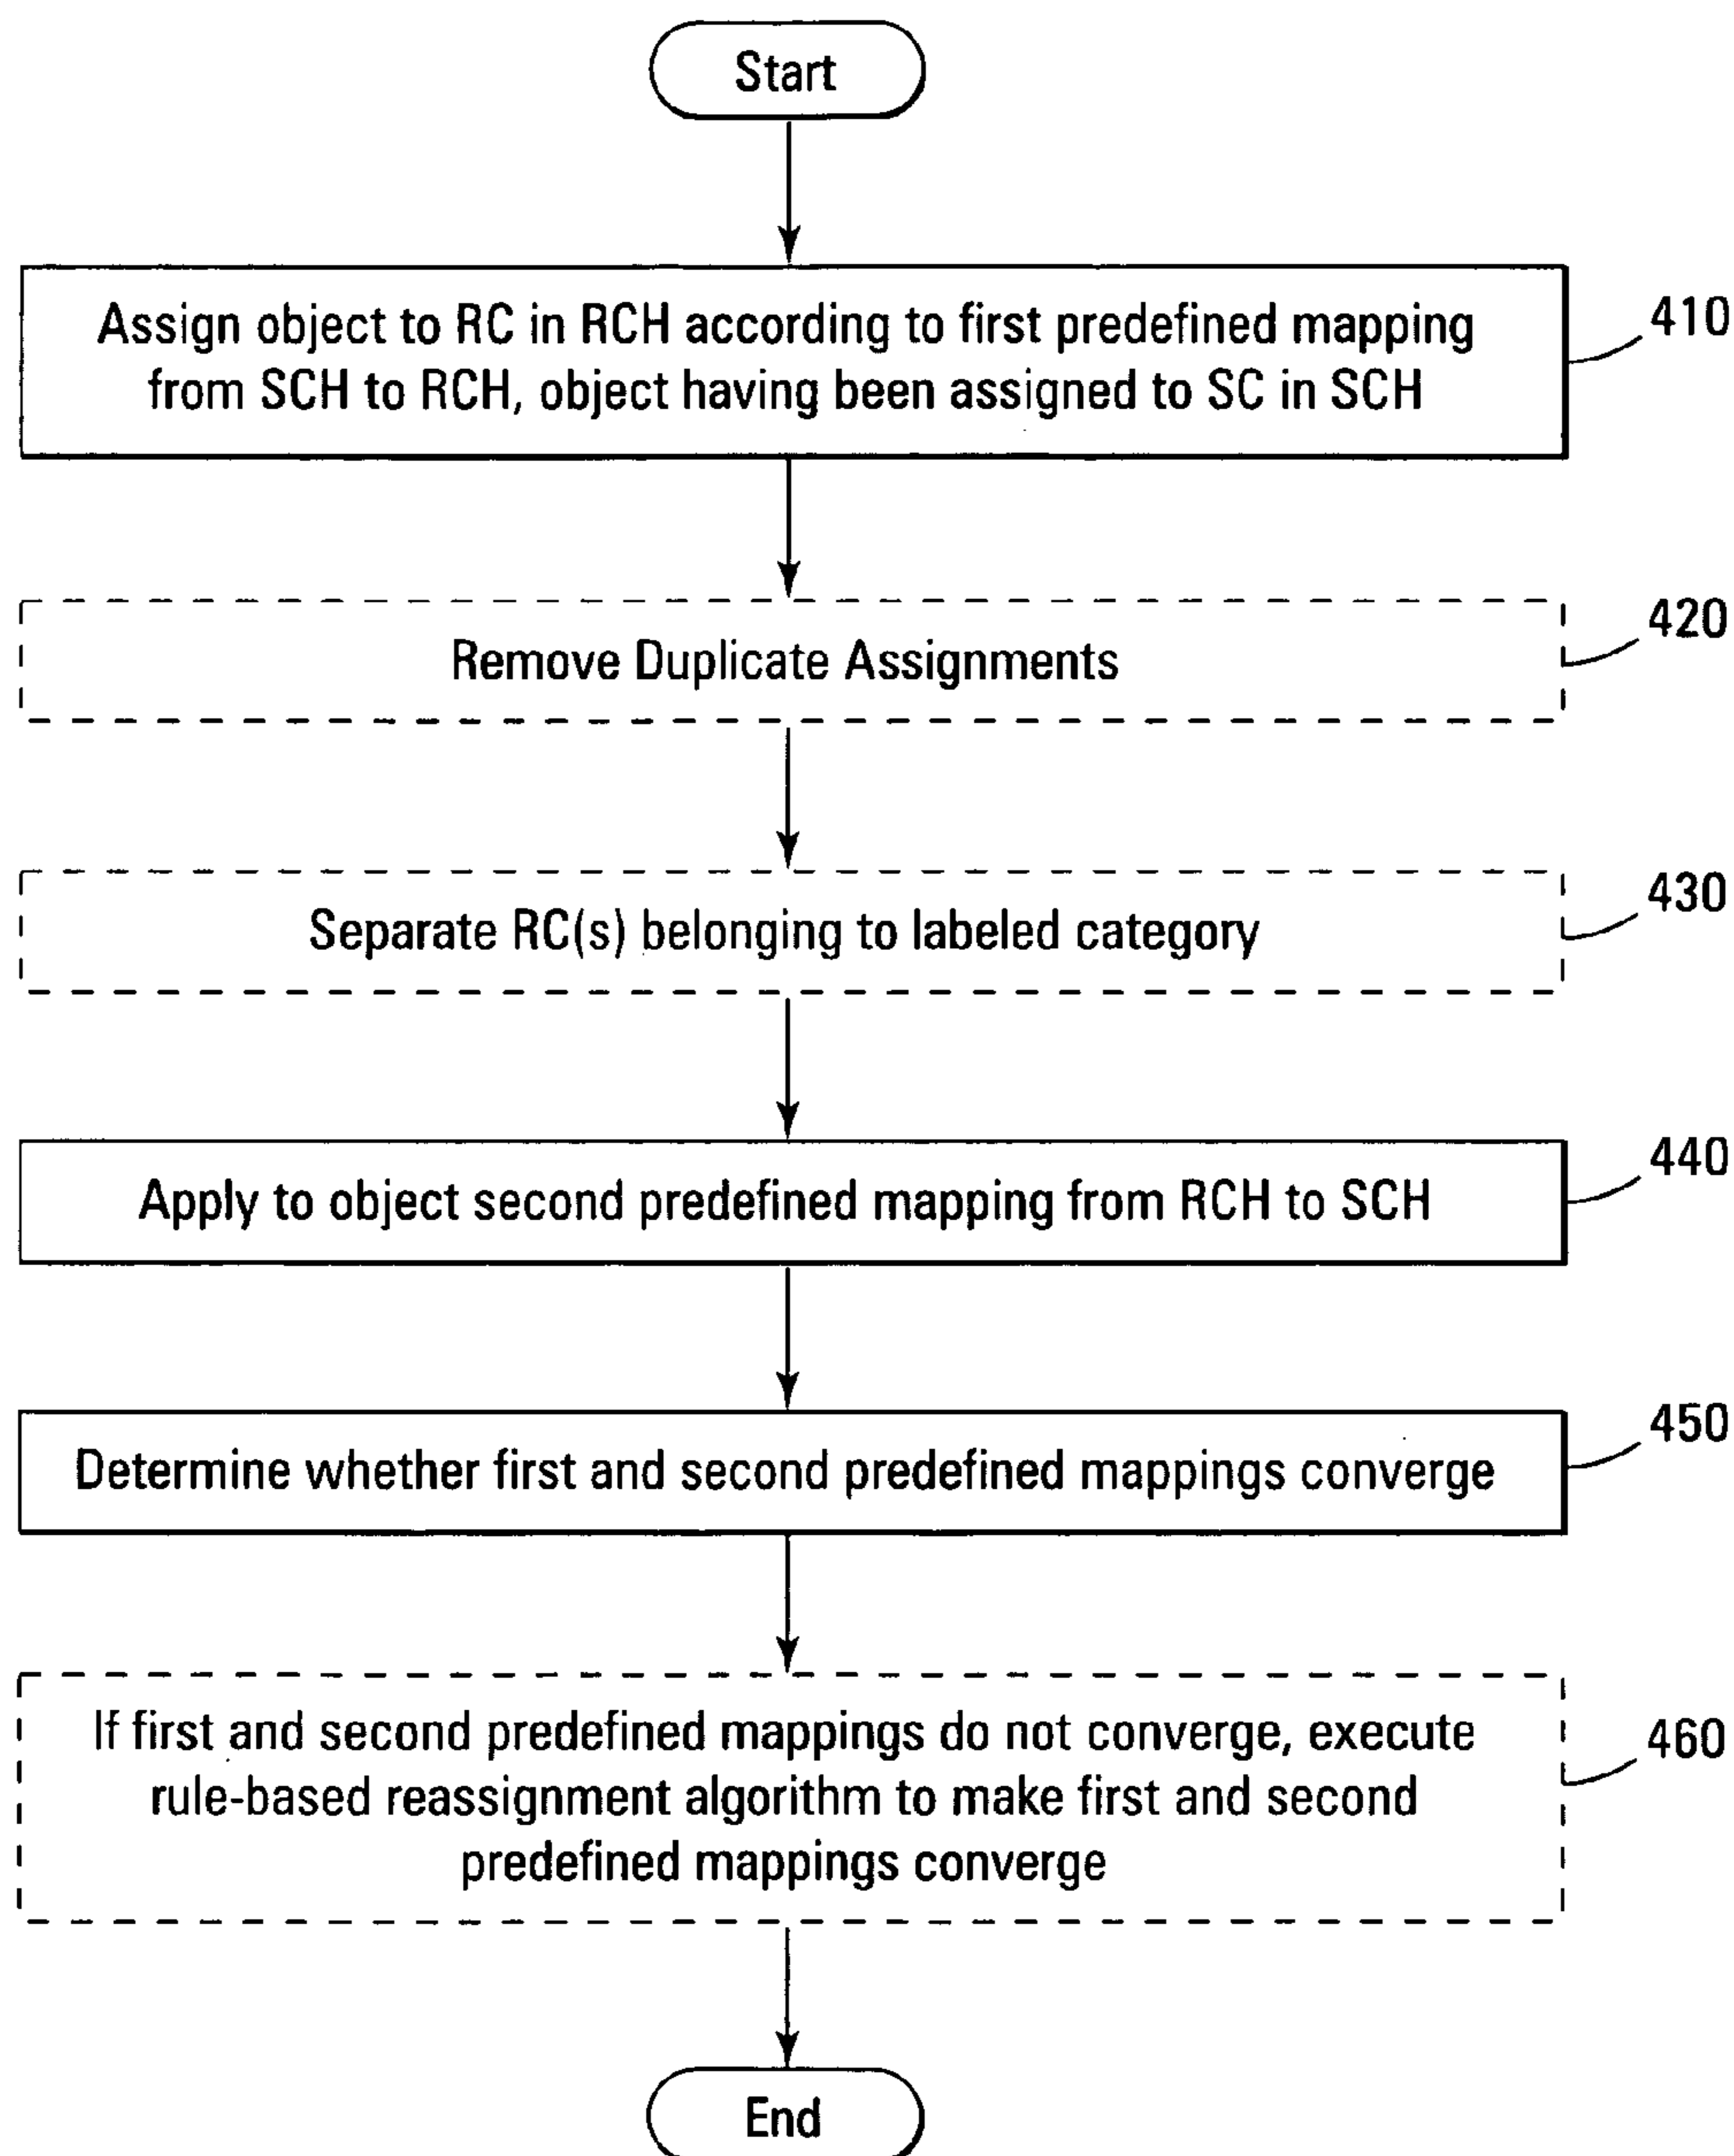 Start
Assign object to RC in RCH according to first predefined mapping
from SCH to RCH, object having been assigned to SC in SCH
410
Remove Duplicate Assignments
420
Separate RC(s) belonging to labeled category
430
Apply to object second predefined mapping from RCH to SCH
440
Determine whether first and second predefined mappings converge
450
If first and second predefined mappings do not converge, execute
rule-based reassignment algorithm to make first and second
predefined mappings converge
460
End